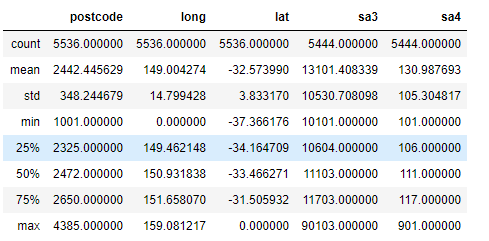 postcode long lat sa3 sa4
count 5536.000000 5536.000000 5536.000000 5444.000000 5444.000000
mean 2442.445629 149.004274 -32.573990 13101.408339 130.987693
std 348.244679 14.799428 3.833170 10530.708098 105.304817
min 1001.000000 0.000000 -37.366176 10101.000000 101.000000
25% 2325.000000 149.462148 -34.164709 10604.000000 106.000000
50% 2472.000000 150.931838 -33.466271 11103.000000 111.000000
75% 2650.000000 151.658070 -31.505932 11703.000000 117.000000
max 4385.000000 159.081217 0.000000 90103.000000 901.000000